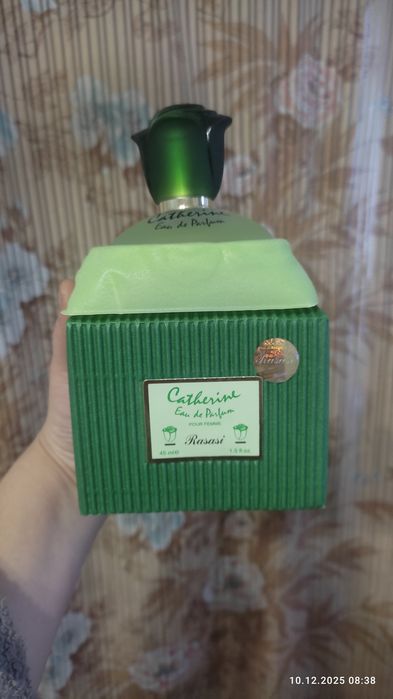 Catherine
Eau de Parfum
Catherine
Eau de Parfum
POUR FEMME
Rasasi
45 ml e 1.5 fl oz.
10.12.2025 08:38